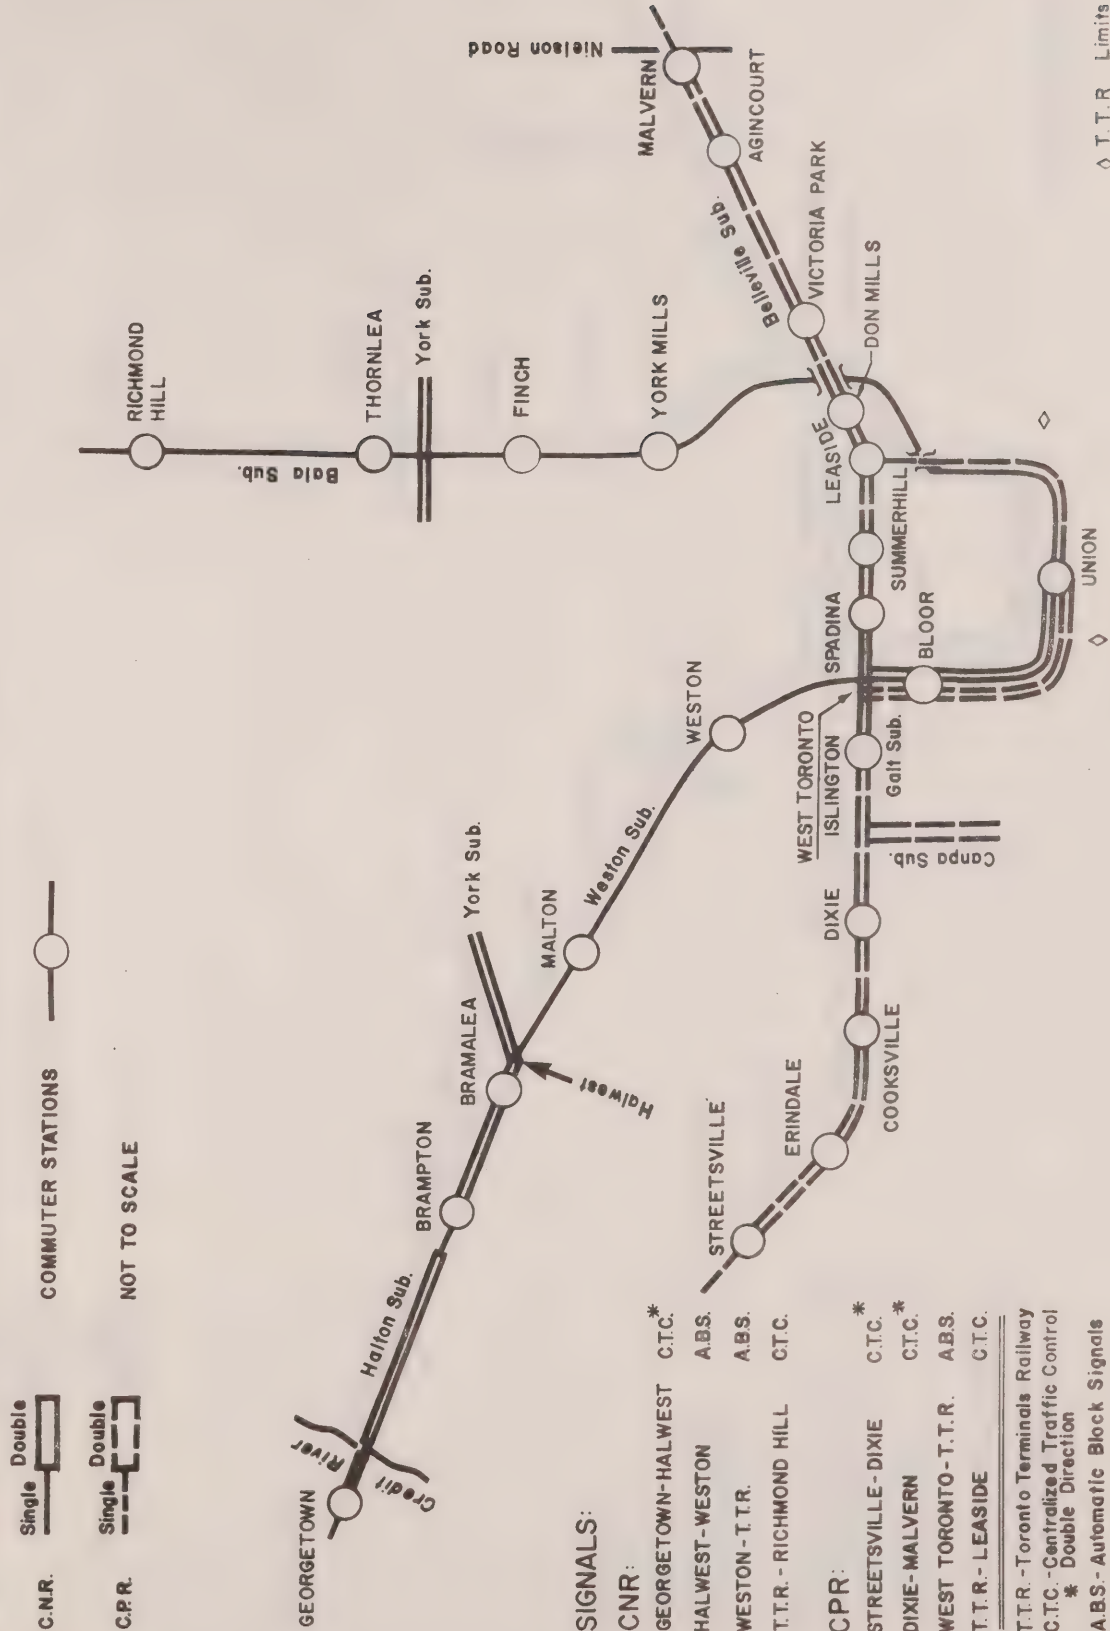 C.N.R.
Single
Double
C.P.R.
Single
Double
COMMUTER STATIONS
NOT TO SCALE
GEORGETOWN
River
Credit
Halton Sub.
BRAMPTON
BRAMALEA
Halwest
York Sub.
MALTON
Weston Sub.
WESTON
RICHMOND
HILL
Bala Sub.
THORNLEA
York Sub.
FINCH
YORK MILLS
Nielson Road
MALVERN
AGINCOURT
Belleville Sub.
VICTORIA PARK
DON MILLS
LEASIDE
SUMMERHILL
SPADINA
WEST TORONTO
BLOOR
UNION
ISLINGTON
Galt Sub.
Canpa Sub.
DIXIE
COOKSVILLE
ERINDALE
STREETSVILLE
◊ T.T.R. Limits
SIGNALS:
CNR:
GEORGETOWN-HALWEST C.T.C.*
HALWEST-WESTON A.B.S.
WESTON-T.T.R. A.B.S.
T.T.R.-RICHMOND HILL C.T.C.
CPR:
STREETSVILLE-DIXIE C.T.C.*
DIXIE-MALVERN C.T.C.*
WEST TORONTO-T.T.R. A.B.S.
T.T.R.-LEASIDE C.T.C.
T.T.R.-Toronto Terminals Railway
C.T.C.-Centralized Traffic Control
* Double Direction
A.B.S.-Automatic Block Signals